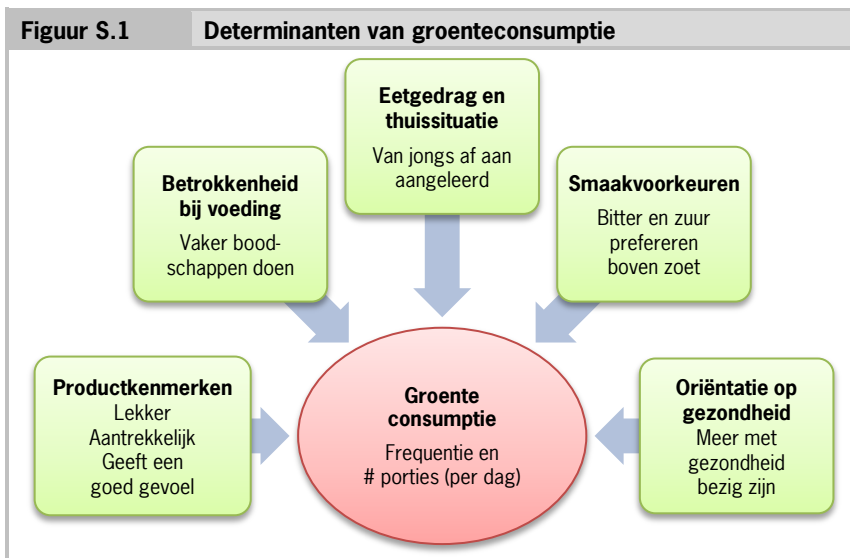 Figuur S.1 Determinanten van groenteconsumptie
Eetgedrag en
thuissituatie
Van jongs af aan
aangeleerd
Betrokkenheid
bij voeding
Vaker bood-
schappen doen
Smaakvoorkeuren
Bitter en zuur
prefereren
boven zoet
Productkenmerken
Lekker
Aantrekkelijk
Geeft een
goed gevoel
Groente
consumptie
Frequentie en
# porties (per dag)
Oriëntatie op
gezondheid
Meer met
gezondheid
bezig zijn